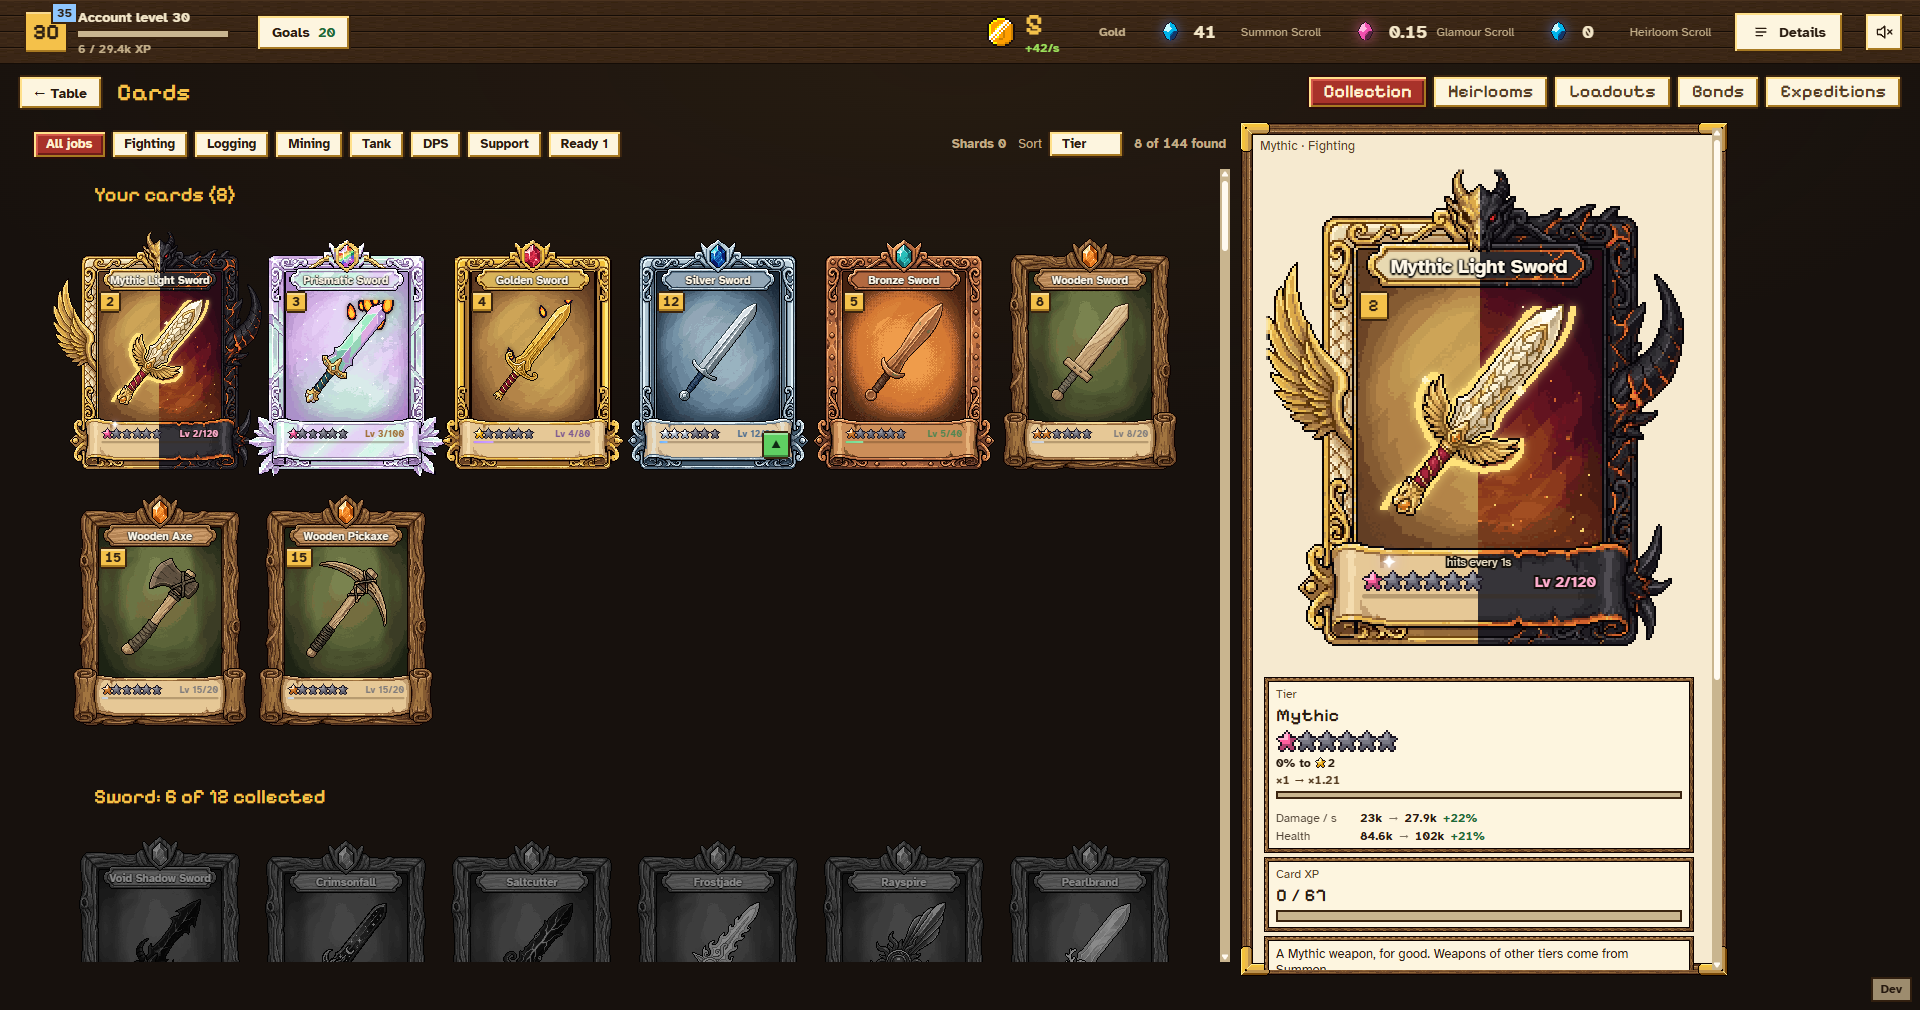 30
35
Account level 30
6 / 29.4k XP
Goals 20
S
+42/s
Gold
41
Summon Scroll
0.15
Glamour Scroll
0
Heirloom Scroll
Details
← Table
Cards
Collection
Heirlooms
Loadouts
Bonds
Expeditions
All jobs
Fighting
Logging
Mining
Tank
DPS
Support
Ready 1
Shards 0
Sort
Tier
8 of 144 found
Your cards (8)
Mythic Light Sword
2
Lv 2/120
Prismatic Sword
3
Lv 3/100
Golden Sword
4
Lv 4/80
Silver Sword
12
Bronze Sword
5
Lv 5/40
Wooden Sword
8
Lv 8/20
Wooden Axe
15
Lv 15/20
Wooden Pickaxe
15
Lv 15/20
Sword: 6 of 12 collected
Void Shadow Sword
Crimsonfall
Saltcutter
Frostjade
Rayspire
Pearlbrand
Mythic · Fighting
Mythic Light Sword
2
hits every 1s
Lv 2/120
Tier
Mythic
0% to 2
×1 → ×1.21
Damage / s 23k → 27.9k +22%
Health 84.6k → 102k +21%
Card XP
0 / 67
A Mythic weapon, for good. Weapons of other tiers come from
Summon
Dev